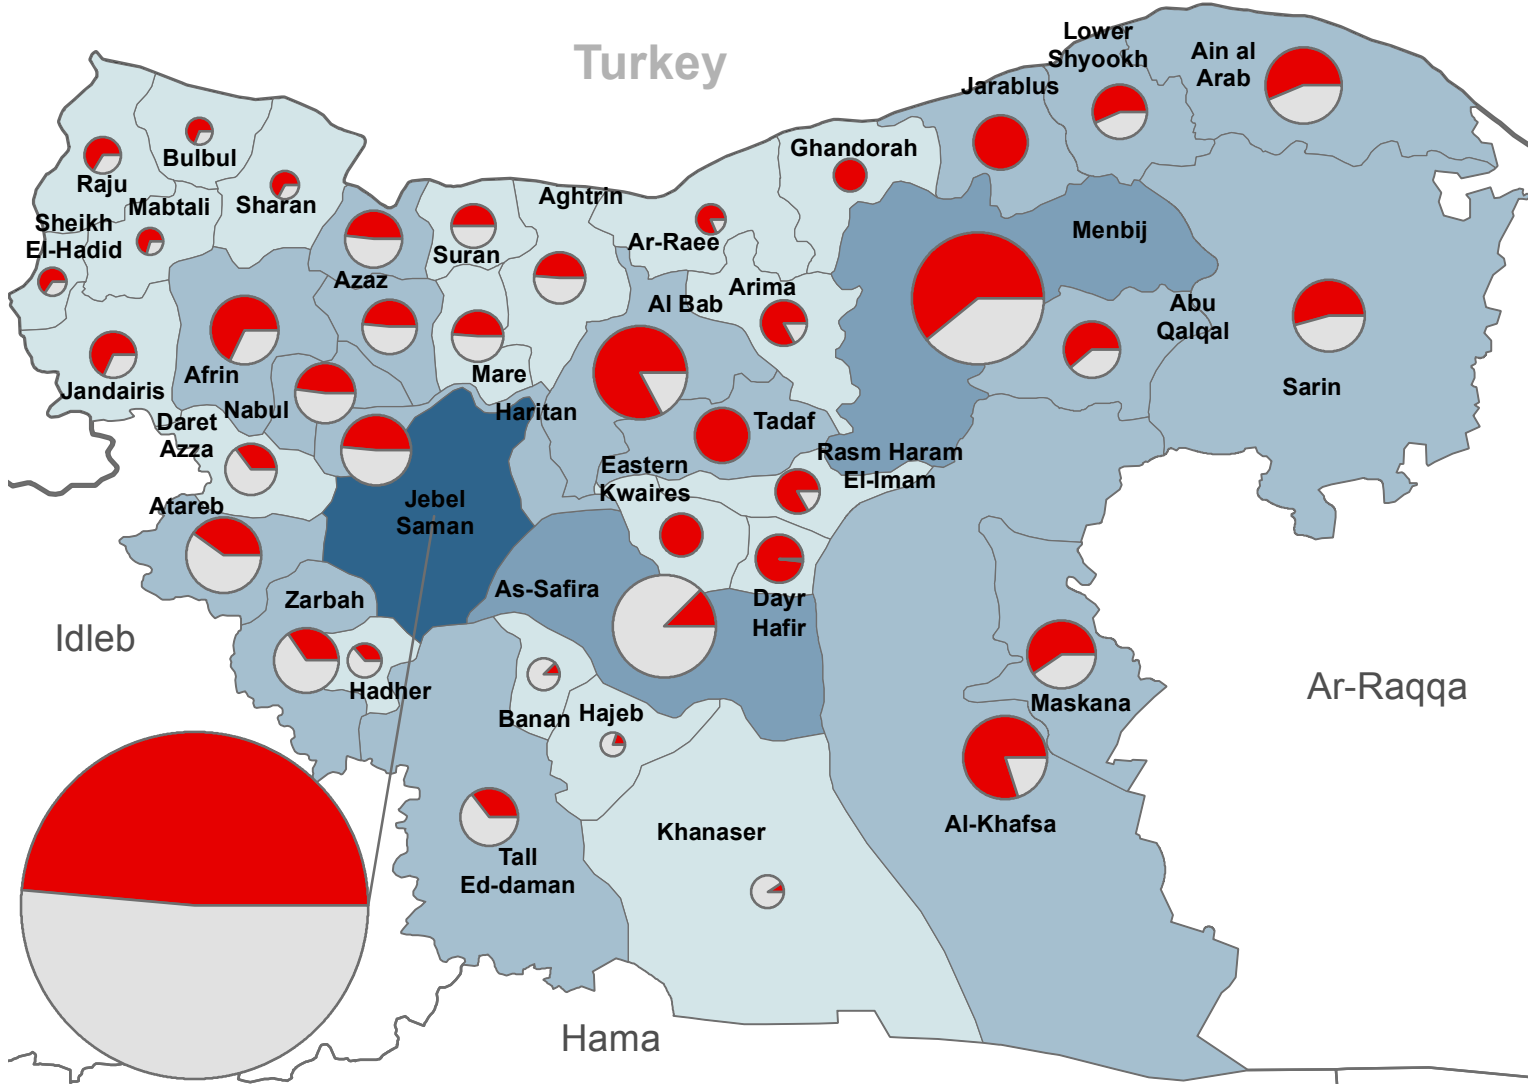 Turkey
Lower
Shyookh
Ain al
Arab
Jarablus
Ghandorah
Bulbul
Raju
Mabtali
Sharan
Sheikh
El-Hadid
Aghtrin
Ar-Raee
Suran
Menbij
Azaz
Al Bab
Arima
Abu
Qalqal
Jandairis
Afrin
Nabul
Mare
Haritan
Sarin
Daret
Azza
Tadaf
Rasm Haram
El-Imam
Eastern
Kwaires
Atareb
Jebel
Saman
As-Safira
Zarbah
Dayr
Hafir
Idleb
Hadher
Banan
Hajeb
Maskana
Ar-Raqqa
Al-Khafsa
Khanaser
Tall
Ed-daman
Hama